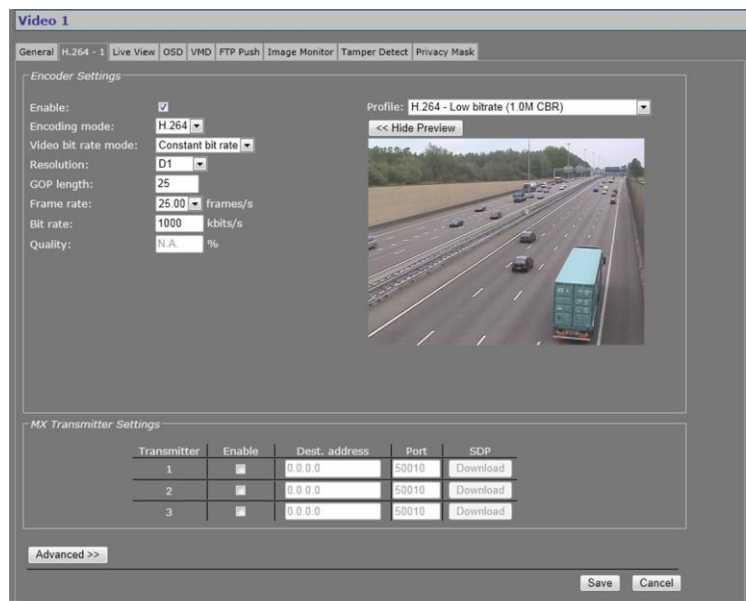 Video 1
General H.264 - 1 Live View OSD VMD FTP Push Image Monitor Tamper Detect Privacy Mask
Encoder Settings
Enable:
Profile: H.264 - Low bitrate (1.0M CBR)
Encoding mode: H.264
<< Hide Preview
Video bit rate mode: Constant bit rate
Resolution: D1
GOP length: 25
Frame rate: 25.00 frames/s
Bit rate: 1000 kbits/s
Quality: N.A. %
MX Transmitter Settings
Transmitter Enable Dest. address Port SDP
1 0.0.0.0 50010 Download
2 0.0.0.0 50010 Download
3 0.0.0.0 50010 Download
Advanced >>
Save Cancel